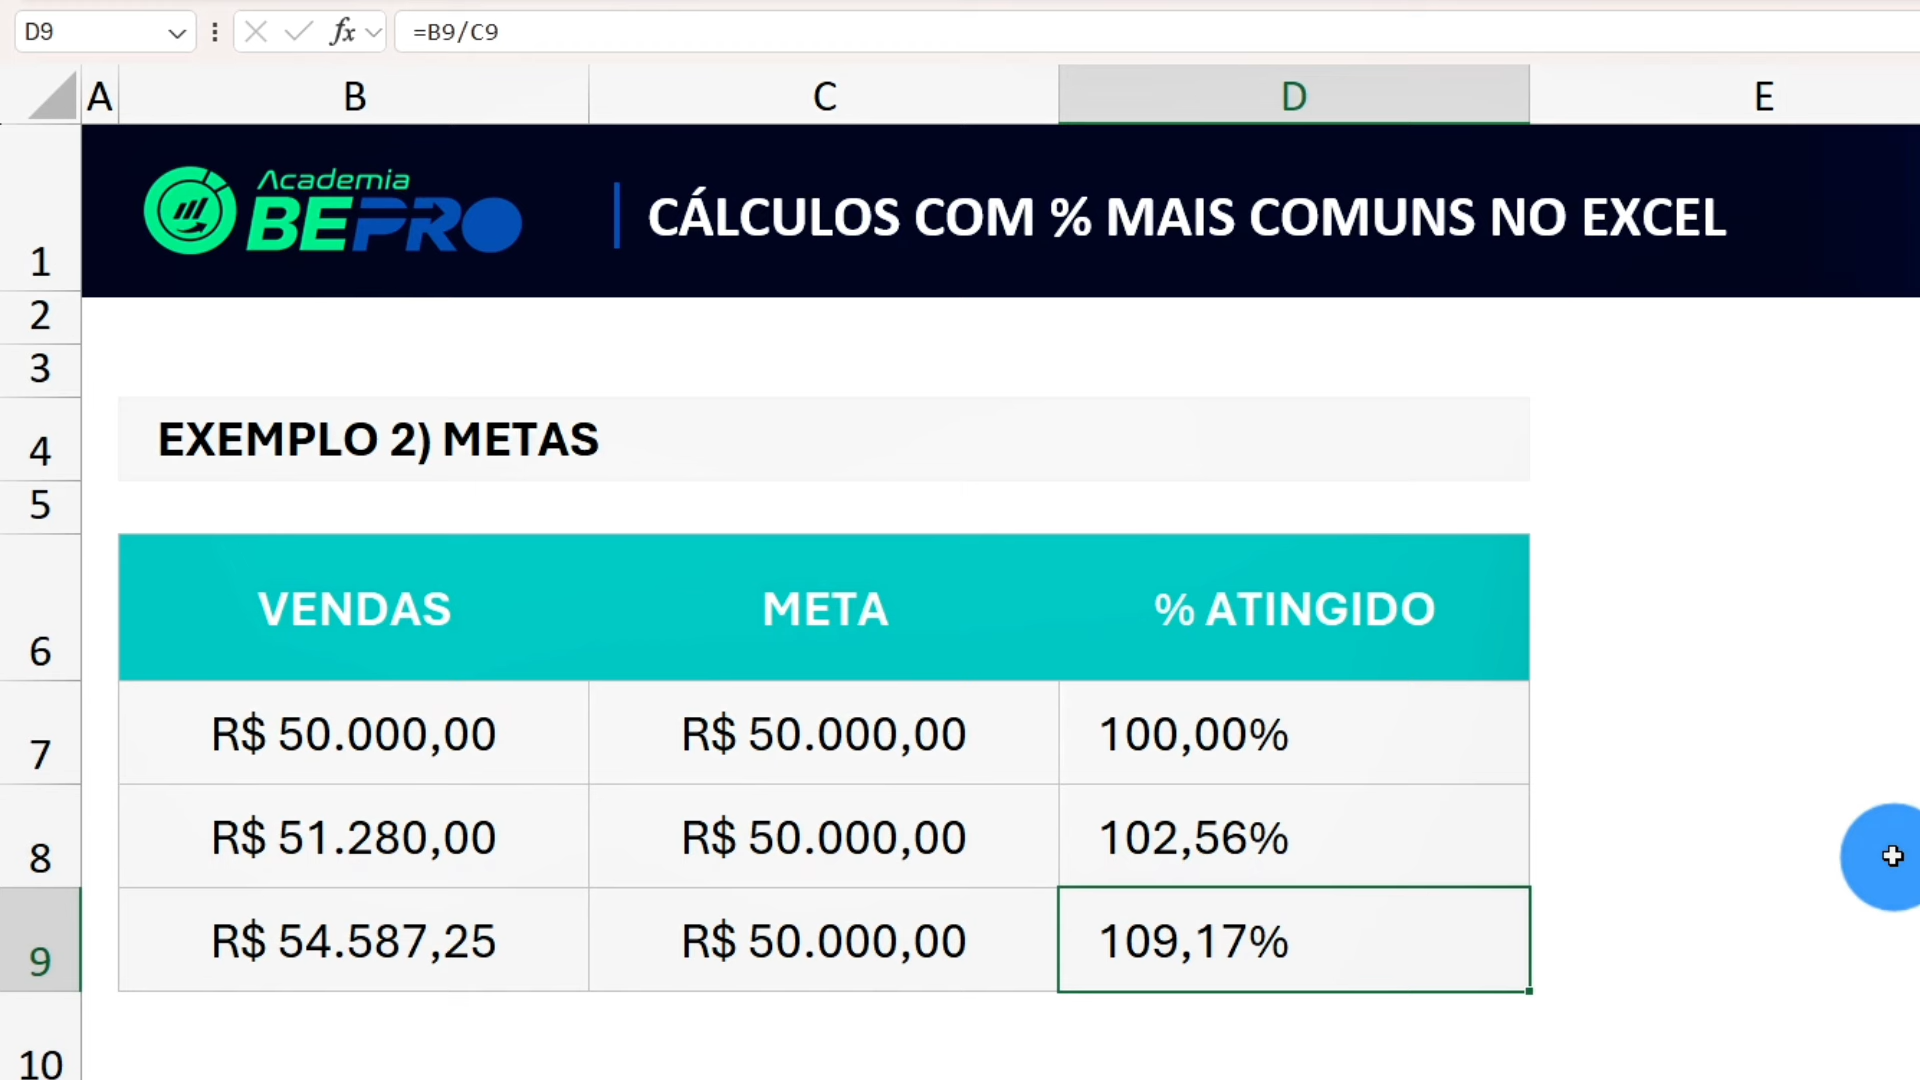 D9 fx =B9/C9
A B C D E
Academia
BEPRO
CÁLCULOS COM % MAIS COMUNS NO EXCEL
1
2
3
4 EXEMPLO 2) METAS
5
6 VENDAS META % ATINGIDO
7 R$ 50.000,00 R$ 50.000,00 100,00%
8 R$ 51.280,00 R$ 50.000,00 102,56%
9 R$ 54.587,25 R$ 50.000,00 109,17%
10